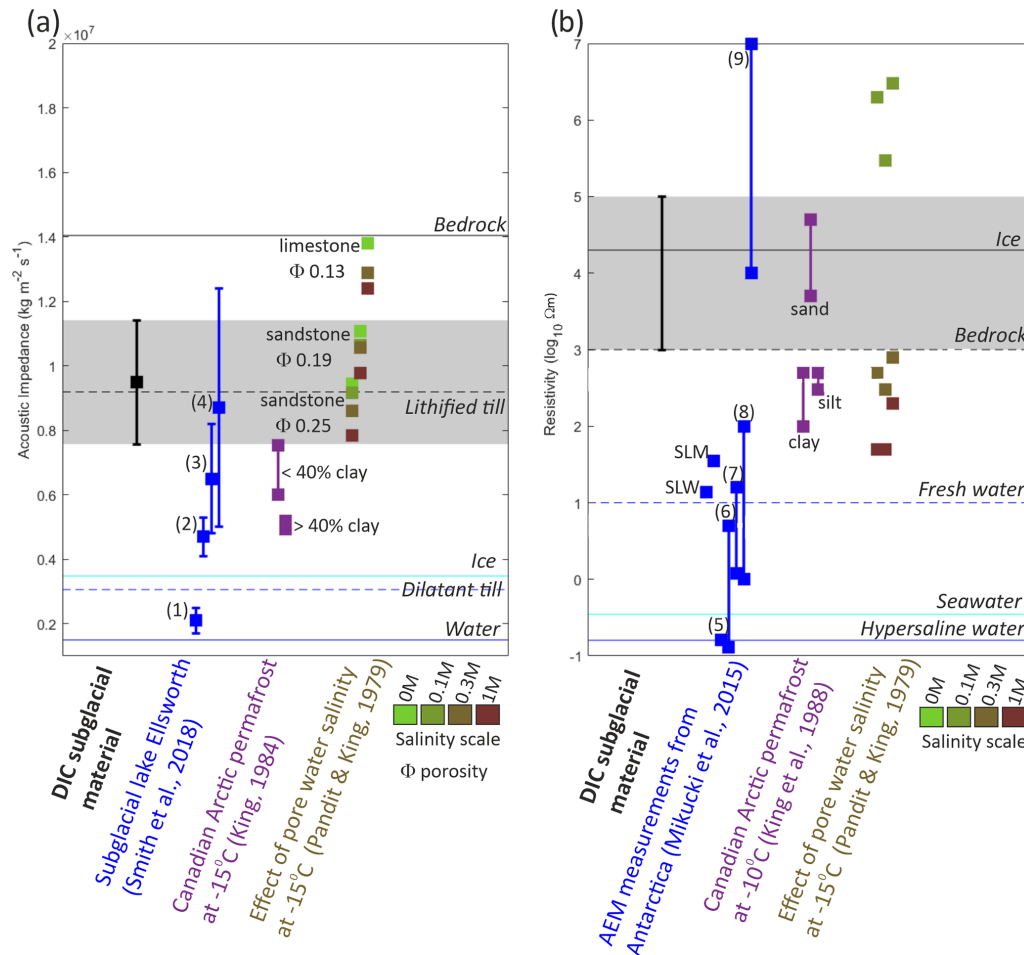 (a)
×10⁷
2
1.8
1.6
1.4
1.2
1
0.8
0.6
0.4
0.2
Acoustic Impedance (kg m⁻² s⁻¹)
Bedrock
limestone
Φ 0.13
sandstone
Φ 0.19
(4)
Lithified till
sandstone
Φ 0.25
(3)
< 40% clay
(2)
> 40% clay
Ice
Dilatant till
(1)
Water
DIC subglacial
material
Subglacial lake Ellsworth
(Smith et al., 2018)
Canadian Arctic permafrost
at -15⁰C (King, 1984)
Effect of pore water salinity
at -15⁰C (Pandit & King, 1979)
0M
0.1M
0.3M
1M
Salinity scale
Φ porosity
(b)
7
6
5
4
3
2
1
0
-1
Resistivity (log₁₀ Ωm)
(9)
Ice
sand
Bedrock
silt
clay
(8)
SLM
(7)
SLW
Fresh water
(6)
Seawater
(5)
Hypersaline water
DIC subglacial
material
AEM measurements from
Antarctica (Mikucki et al., 2015)
Canadian Arctic permafrost
at -10⁰C (King et al., 1988)
Effect of pore water salinity
at -15⁰C (Pandit & King, 1979)
0M
0.1M
0.3M
1M
Salinity scale